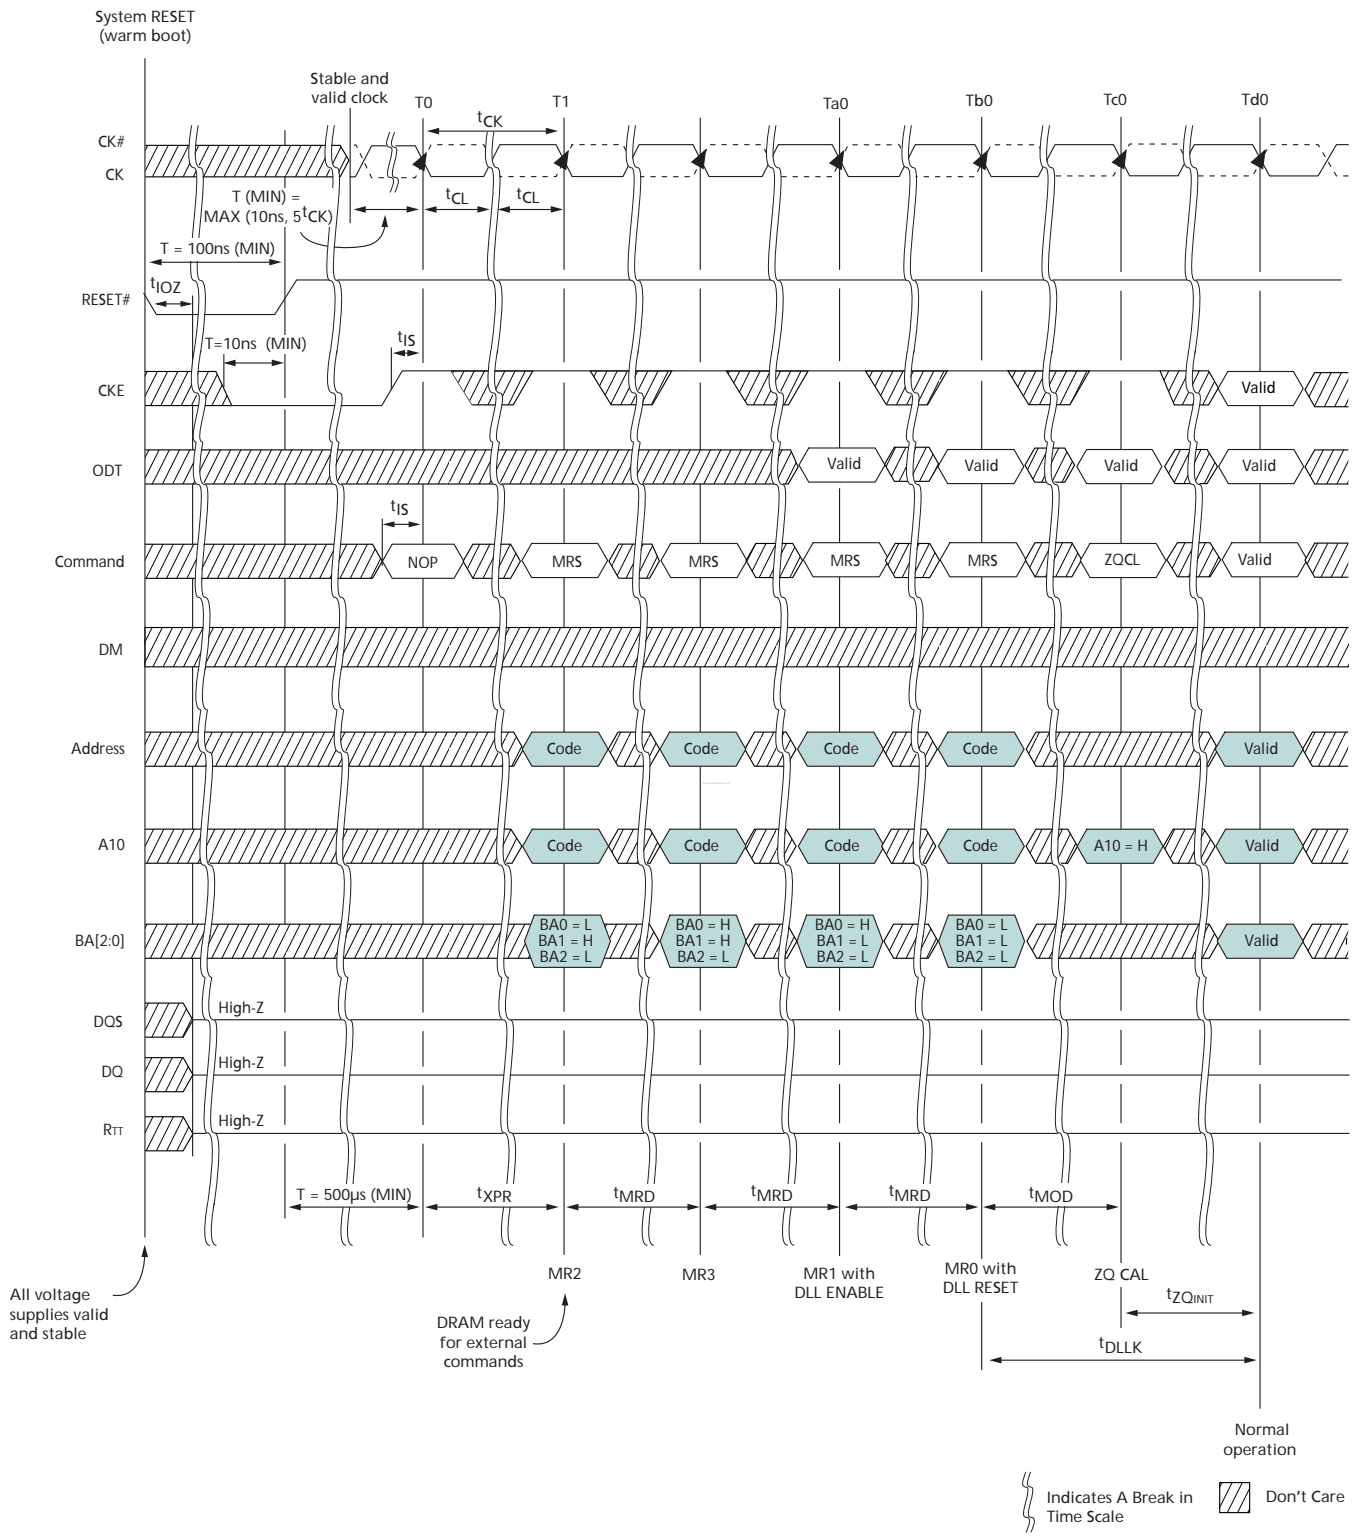 System RESET
(warm boot)
Stable and
valid clock
T0
T1
Ta0
Tb0
Tc0
Td0
tCK
CK#
CK
T (MIN) =
MAX (10ns, 5tCK)
tCL
tCL
T = 100ns (MIN)
tIOZ
RESET#
T=10ns (MIN)
tIS
CKE
Valid
ODT
Valid
Valid
Valid
Valid
tIS
Command
NOP
MRS
MRS
MRS
MRS
ZQCL
Valid
DM
Address
Code
Code
Code
Code
Valid
A10
Code
Code
Code
Code
A10 = H
Valid
BA[2:0]
BA0 = L
BA1 = H
BA2 = L
BA0 = H
BA1 = H
BA2 = L
BA0 = H
BA1 = L
BA2 = L
BA0 = L
BA1 = L
BA2 = L
Valid
DQS
High-Z
DQ
High-Z
RTT
High-Z
T = 500µs (MIN)
tXPR
tMRD
tMRD
tMRD
tMOD
MR2
MR3
MR1 with
DLL ENABLE
MR0 with
DLL RESET
ZQ CAL
tZQINIT
All voltage
supplies valid
and stable
DRAM ready
for external
commands
tDLLK
Normal
operation
Indicates A Break in
Time Scale
Don't Care